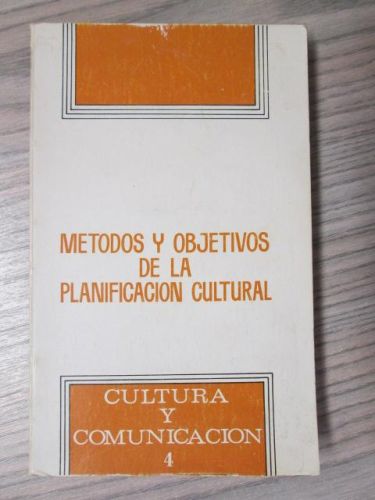 METODOS Y OBJETIVOS
DE LA
PLANIFICACION CULTURAL
CULTURA
Y
COMUNICACION
4